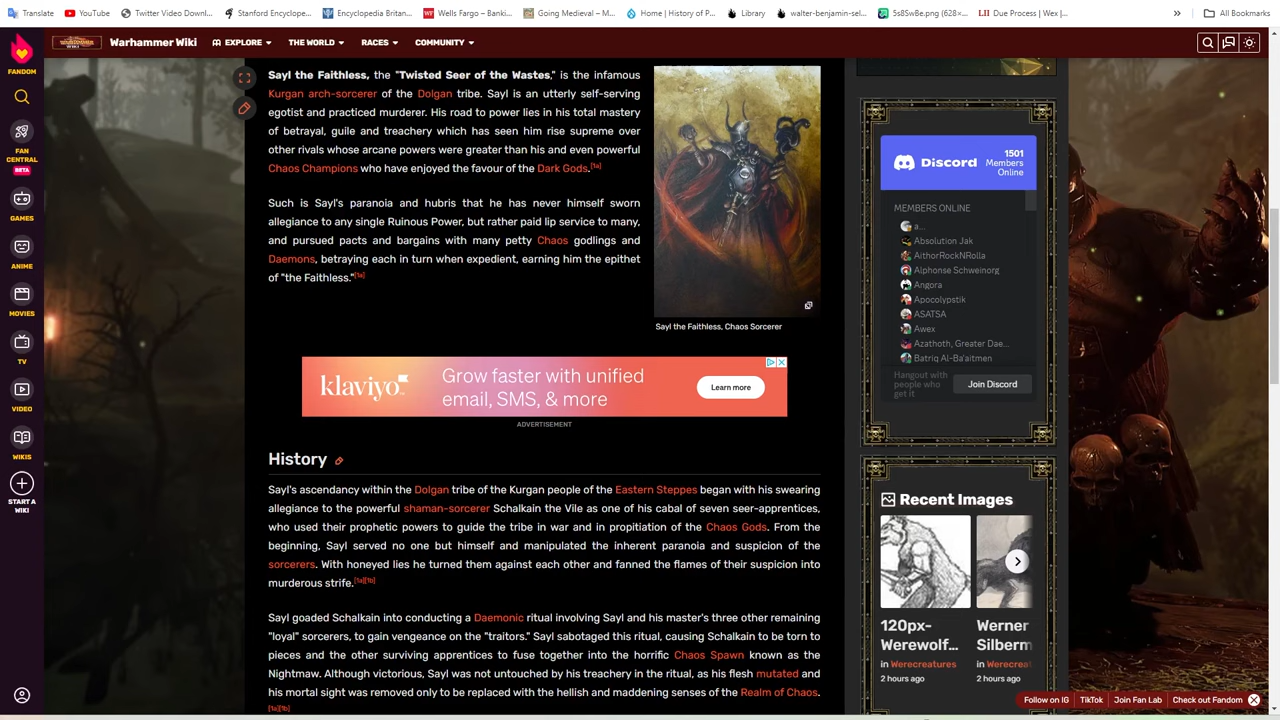 Translate
YouTube
Twitter Video Downl...
Stanford Encyclope...
Encyclopedia Britan...
Wells Fargo – Banki...
Going Medieval – M...
Home | History of P...
Library
walter-benjamin-sel...
5s8SwBe.png (628×...
LII Due Process | Wex |...
»
All Bookmarks
FANDOM
Warhammer Wiki
EXPLORE
THE WORLD
RACES
COMMUNITY
FAN
CENTRAL
BETA
GAMES
ANIME
MOVIES
TV
VIDEO
WIKIS
START A
WIKI
Sayl the Faithless, the "Twisted Seer of the Wastes," is the infamous
Kurgan arch-sorcerer of the Dolgan tribe. Sayl is an utterly self-serving
egotist and practiced murderer. His road to power lies in his total mastery
of betrayal, guile and treachery which has seen him rise supreme over
other rivals whose arcane powers were greater than his and even powerful
Chaos Champions who have enjoyed the favour of the Dark Gods.[1a]
Such is Sayl's paranoia and hubris that he has never himself sworn
allegiance to any single Ruinous Power, but rather paid lip service to many,
and pursued pacts and bargains with many petty Chaos godlings and
Daemons, betraying each in turn when expedient, earning him the epithet
of "the Faithless."[1a]
Sayl the Faithless, Chaos Sorcerer
klaviyo
Grow faster with unified
email, SMS, & more
Learn more
ADVERTISEMENT
History
Sayl's ascendancy within the Dolgan tribe of the Kurgan people of the Eastern Steppes began with his swearing
allegiance to the powerful shaman-sorcerer Schalkain the Vile as one of his cabal of seven seer-apprentices,
who used their prophetic powers to guide the tribe in war and in propitiation of the Chaos Gods. From the
beginning, Sayl served no one but himself and manipulated the inherent paranoia and suspicion of the
sorcerers. With honeyed lies he turned them against each other and fanned the flames of their suspicion into
murderous strife.[1a][1b]
Sayl goaded Schalkain into conducting a Daemonic ritual involving Sayl and his master's three other remaining
"loyal" sorcerers, to gain vengeance on the "traitors." Sayl sabotaged this ritual, causing Schalkain to be torn to
pieces and the other surviving apprentices to fuse together into the horrific Chaos Spawn known as the
Nightmaw. Although victorious, Sayl was not untouched by his treachery in the ritual, as his flesh mutated and
his mortal sight was removed only to be replaced with the hellish and maddening senses of the Realm of Chaos.
[1a][1b]
Discord
1501
Members
Online
MEMBERS ONLINE
a...
Absolution Jak
AithorRockNRolla
Alphonse Schweinorg
Angora
Apocolypstik
ASATSA
Awex
Azathoth, Greater Dae...
Batriq Al-Ba'aitmen
Hangout with
people who
get it
Join Discord
Recent Images
120px-
Werewolf...
in Werecreatures
2 hours ago
Werner
Silberm
in Werecreat
2 hours ago
Follow on IG
TikTok
Join Fan Lab
Check out Fandom